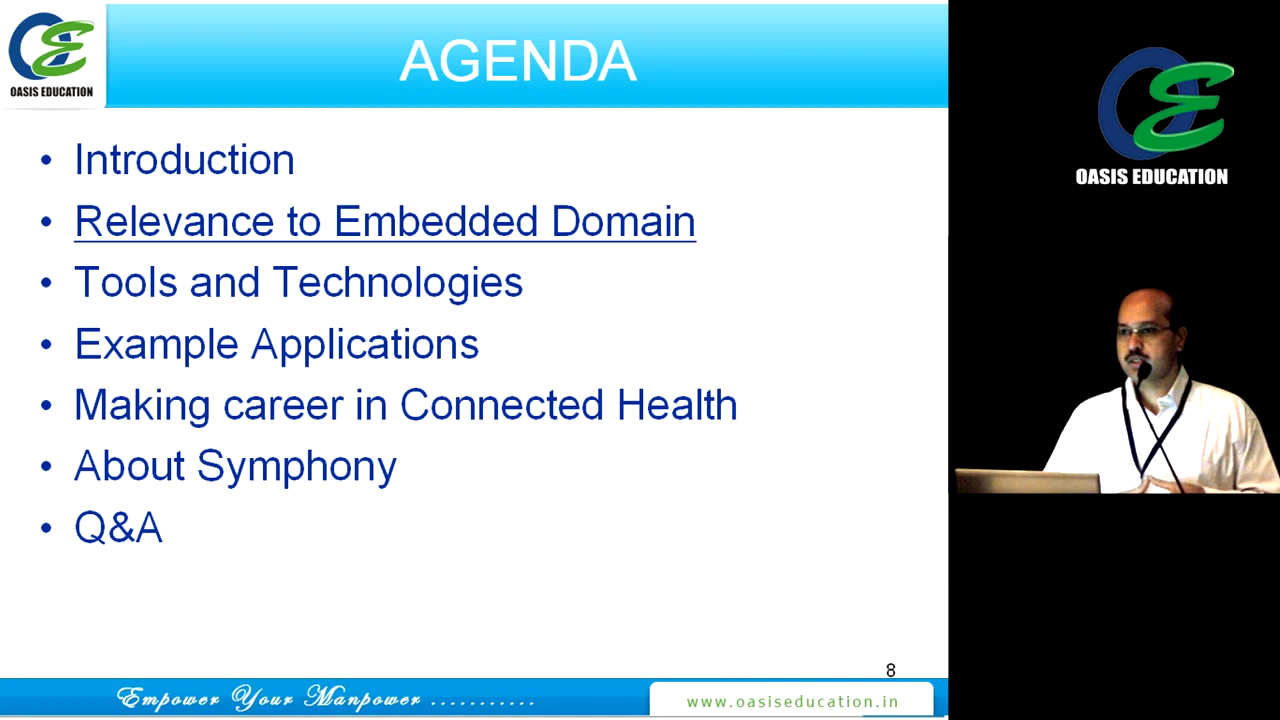 OASIS EDUCATION
AGENDA
• Introduction
• Relevance to Embedded Domain
• Tools and Technologies
• Example Applications
• Making career in Connected Health
• About Symphony
• Q&A
8
Empower Your Manpower ...........
www.oasiseducation.in
OASIS EDUCATION